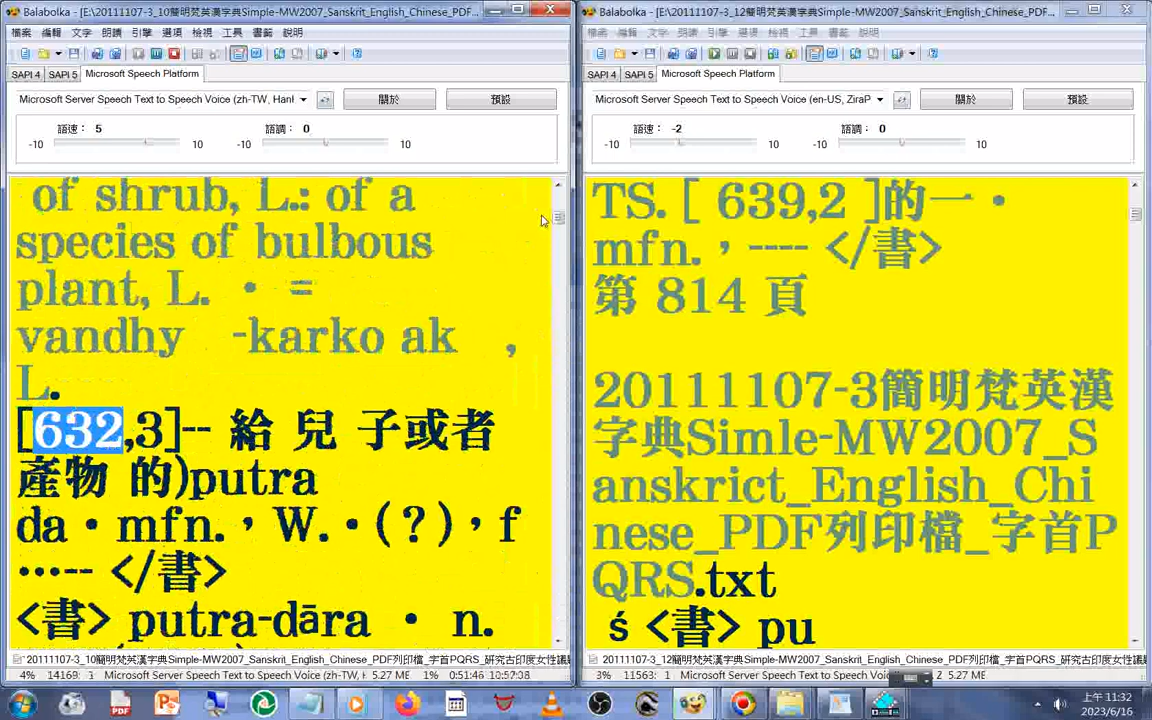 Balabolka - [E:\20111107-3_10簡明梵英漢字典Simple-MW2007_Sanskrit_English_Chinese_PDF...
檔案 編輯 文字 朗讀 引擎 選項 檢視 工具 書籤 說明
SAPI 4 SAPI 5 Microsoft Speech Platform
Microsoft Server Speech Text to Speech Voice (zh-TW, HanI
關於 預設
語速： 5 語調： 0
-10 10 -10 10
of shrub, L.: of a
species of bulbous
plant, L. • =
vandhy -karko ak ,
L.
[632,3]-- 給 兒 子或者
產物 的)putra
da•mfn.，W.•(？)，f
…-- </書>
<書> putra-dāra • n.
20111107-3_10簡明梵英漢字典Simple-MW2007_Sanskrit_English_Chinese_PDF列印檔_字首PQRS_研究古印度女性議
4% 14169: 1 Microsoft Server Speech Text to Speech Voice (zh-TW, H 1% 0:51:46 10:57:08
Balabolka - [E:\20111107-3_12簡明梵英漢字典Simple-MW2007_Sanskrit_English_Chinese_PDF...
檔案 編輯 文字 朗讀 引擎 選項 檢視 工具 書籤 說明
SAPI 4 SAPI 5 Microsoft Speech Platform
Microsoft Server Speech Text to Speech Voice (en-US, ZiraP
關於 預設
語速： -2 語調： 0
-10 10 -10 10
TS. [ 639,2 ]的一•
mfn.，---- </書>
第 814 頁
20111107-3簡明梵英漢
字典Simle-MW2007_S
anskrict_English_Chi
nese_PDF列印檔_字首P
QRS.txt
ś <書> pu
20111107-3_12簡明梵英漢字典Simple-MW2007_Sanskrit_English_Chinese_PDF列印檔_字首PQRS_研究古印度女性議
3% 11563: 1 Microsoft Server Speech Text to Speech Voice 5.27 MB
上午 11:32
2023/6/16